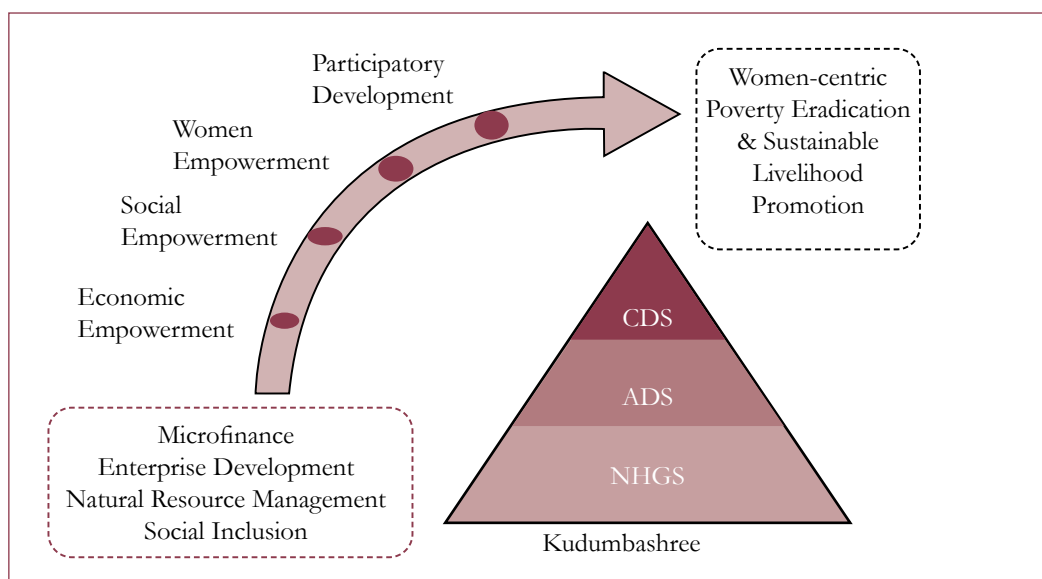 Participatory
Development
Women
Empowerment
Social
Empowerment
Economic
Empowerment
Microfinance
Enterprise Development
Natural Resource Management
Social Inclusion
Women-centric
Poverty Eradication
& Sustainable
Livelihood
Promotion
CDS
ADS
NHGS
Kudumbashree